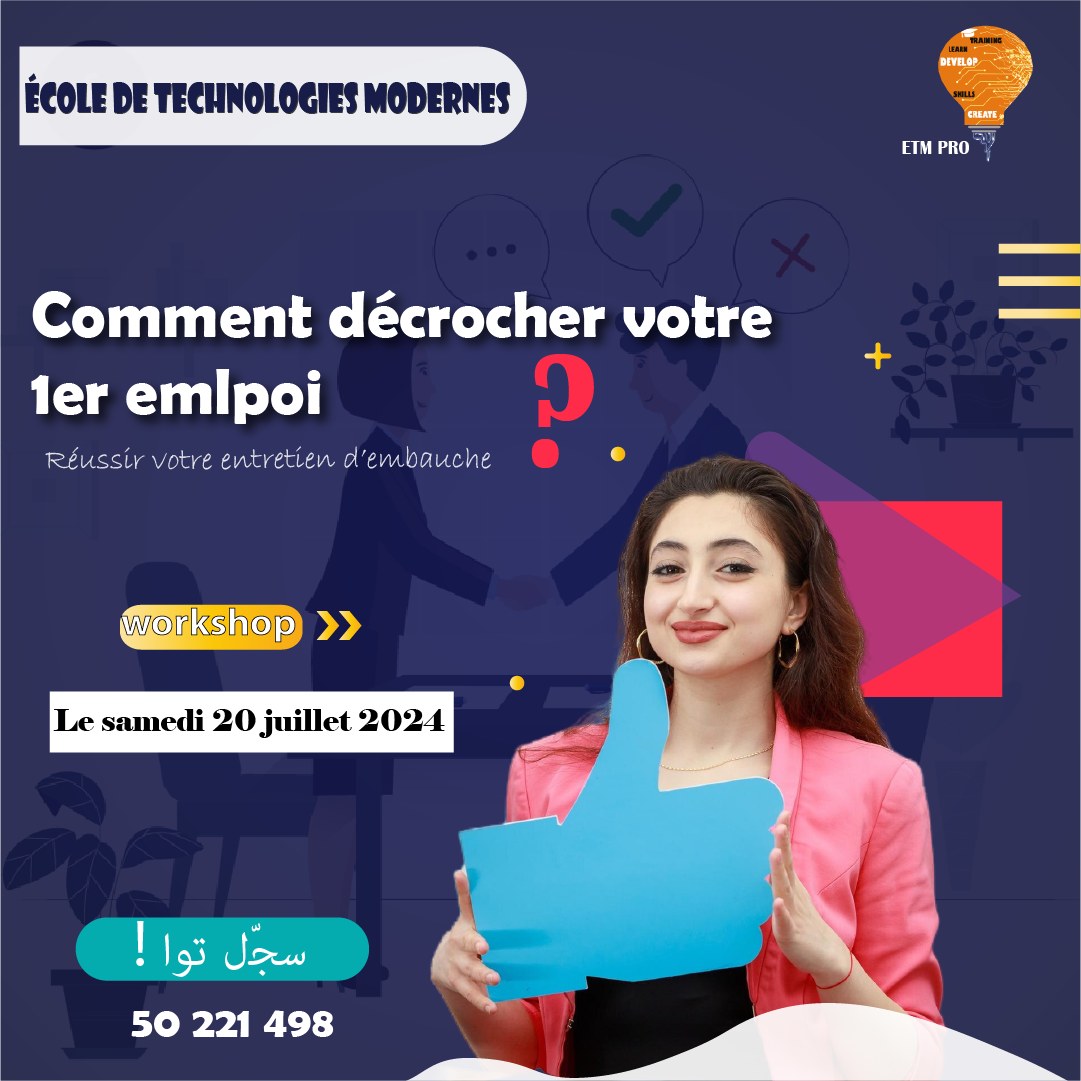 ÉCOLE DE TECHNOLOGIES MODERNES
TRAINING
LEARN
DEVELOP
SKILLS
CREATE
ETM PRO
Comment décrocher votre
1er emlpoi
?
Réussir votre entretien d'embauche
workshop
Le samedi 20 juillet 2024
سجّل توا !
50 221 498